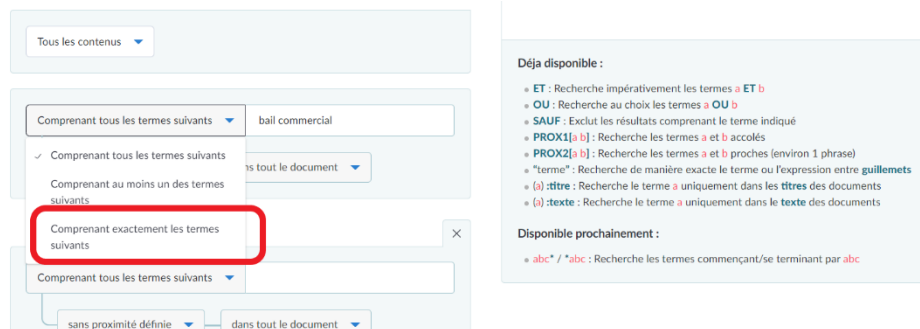 Tous les contenus
Comprenant tous les termes suivants
bail commercial
Comprenant tous les termes suivants
ns tout le document
Comprenant au moins un des termes
suivants
Comprenant exactement les termes
suivants
Comprenant tous les termes suivants
sans proximité définie
dans tout le document
Déja disponible :
ET : Recherche impérativement les termes a ET b
OU : Recherche au choix les termes a OU b
SAUF : Exclut les résultats comprenant le terme indiqué
PROX1[a b] : Recherche les termes a et b accolés
PROX2[a b] : Recherche les termes a et b proches (environ 1 phrase)
"terme" : Recherche de manière exacte le terme ou l'expression entre guillemets
(a) :titre : Recherche le terme a uniquement dans les titres des documents
(a) :texte : Recherche le terme a uniquement dans le texte des documents
Disponible prochainement :
abc* / *abc : Recherche les termes commençant/se terminant par abc